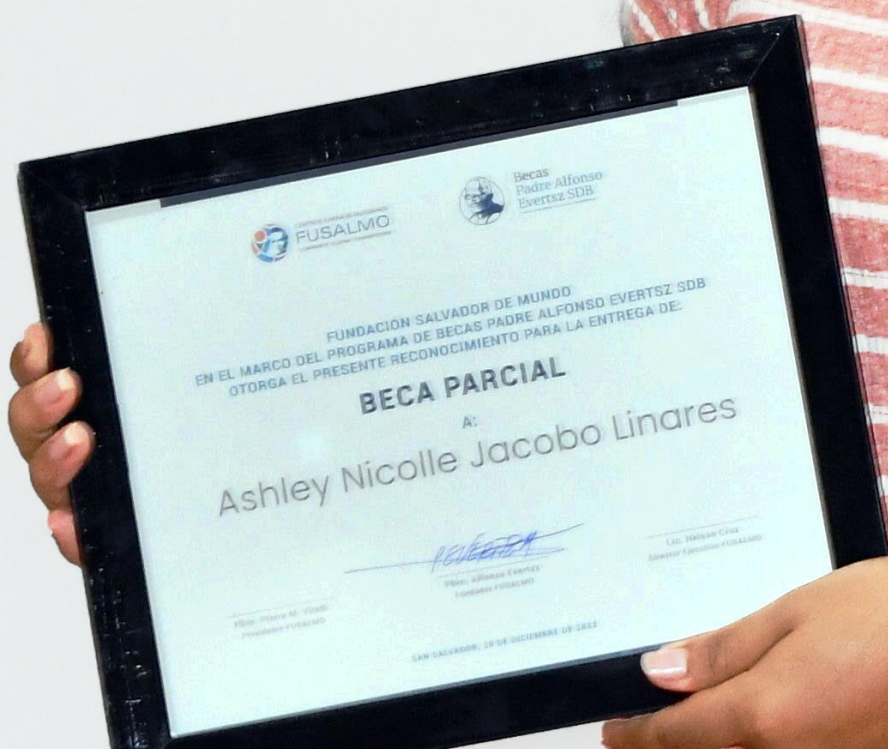 FUSALMO
Becas
Padre Alfonso
Evertsz SDB
FUNDACIÓN SALVADOR DE MUNDO
EN EL MARCO DEL PROGRAMA DE BECAS PADRE ALFONSO EVERTSZ SDB
OTORGA EL PRESENTE RECONOCIMIENTO PARA LA ENTREGA DE:
BECA PARCIAL
A:
Ashley Nicolle Jacobo Linares
Pbro. Alfonso Evertsz
Fundador FUSALMO
Lic. Nelson Cruz
Director Ejecutivo FUSALMO
Pbro. Pierre M.
Presidente FUSALMO
SAN SALVADOR, DE DICIEMBRE DE